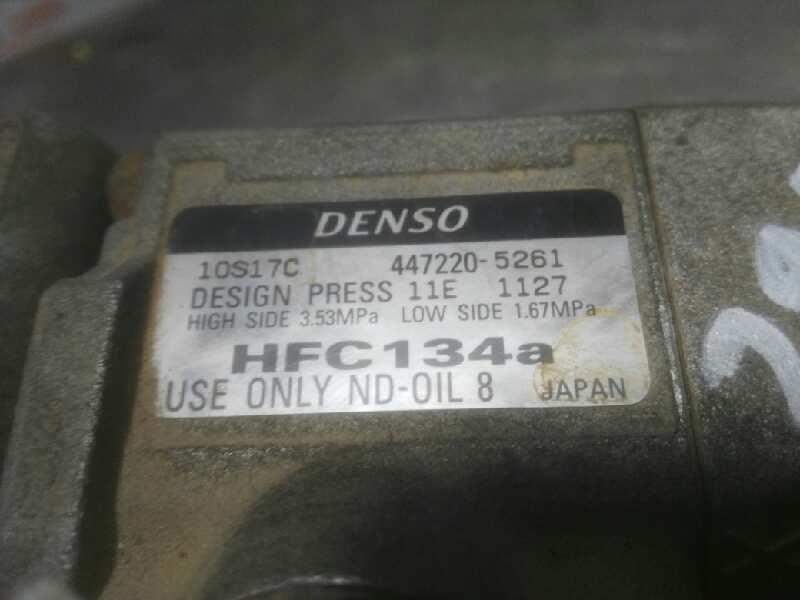 DENSO
10S17C 447220-5261
DESIGN PRESS 11E 1127
HIGH SIDE 3.53MPa LOW SIDE 1.67MPa
HFC134a
USE ONLY ND-OIL 8 JAPAN